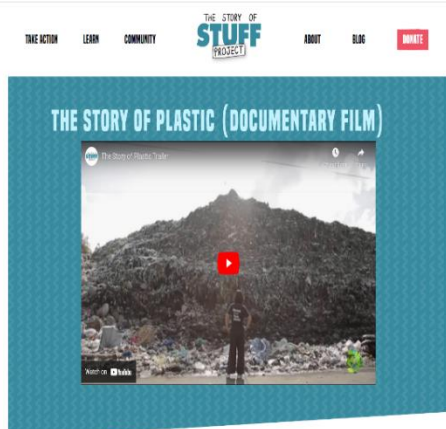 TAKE ACTION
LEARN
COMMUNITY
THE STORY OF
STUFF
PROJECT
ABOUT
BLOG
DONATE
THE STORY OF PLASTIC (DOCUMENTARY FILM)
The Story of Plastic Trailer
Watch on YouTube